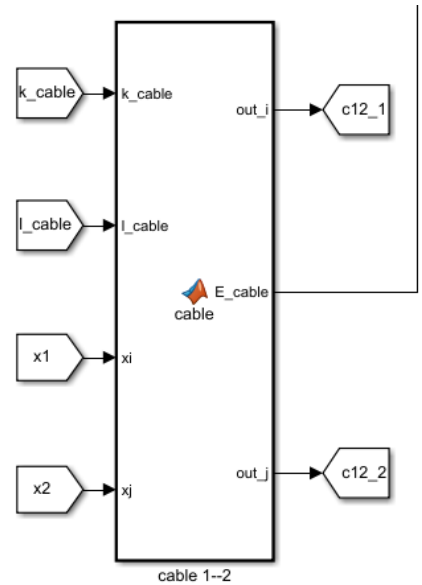 k_cable
k_cable
out_i
c12_1
l_cable
l_cable
E_cable
cable
x1
xi
x2
xj
out_j
c12_2
cable 1--2